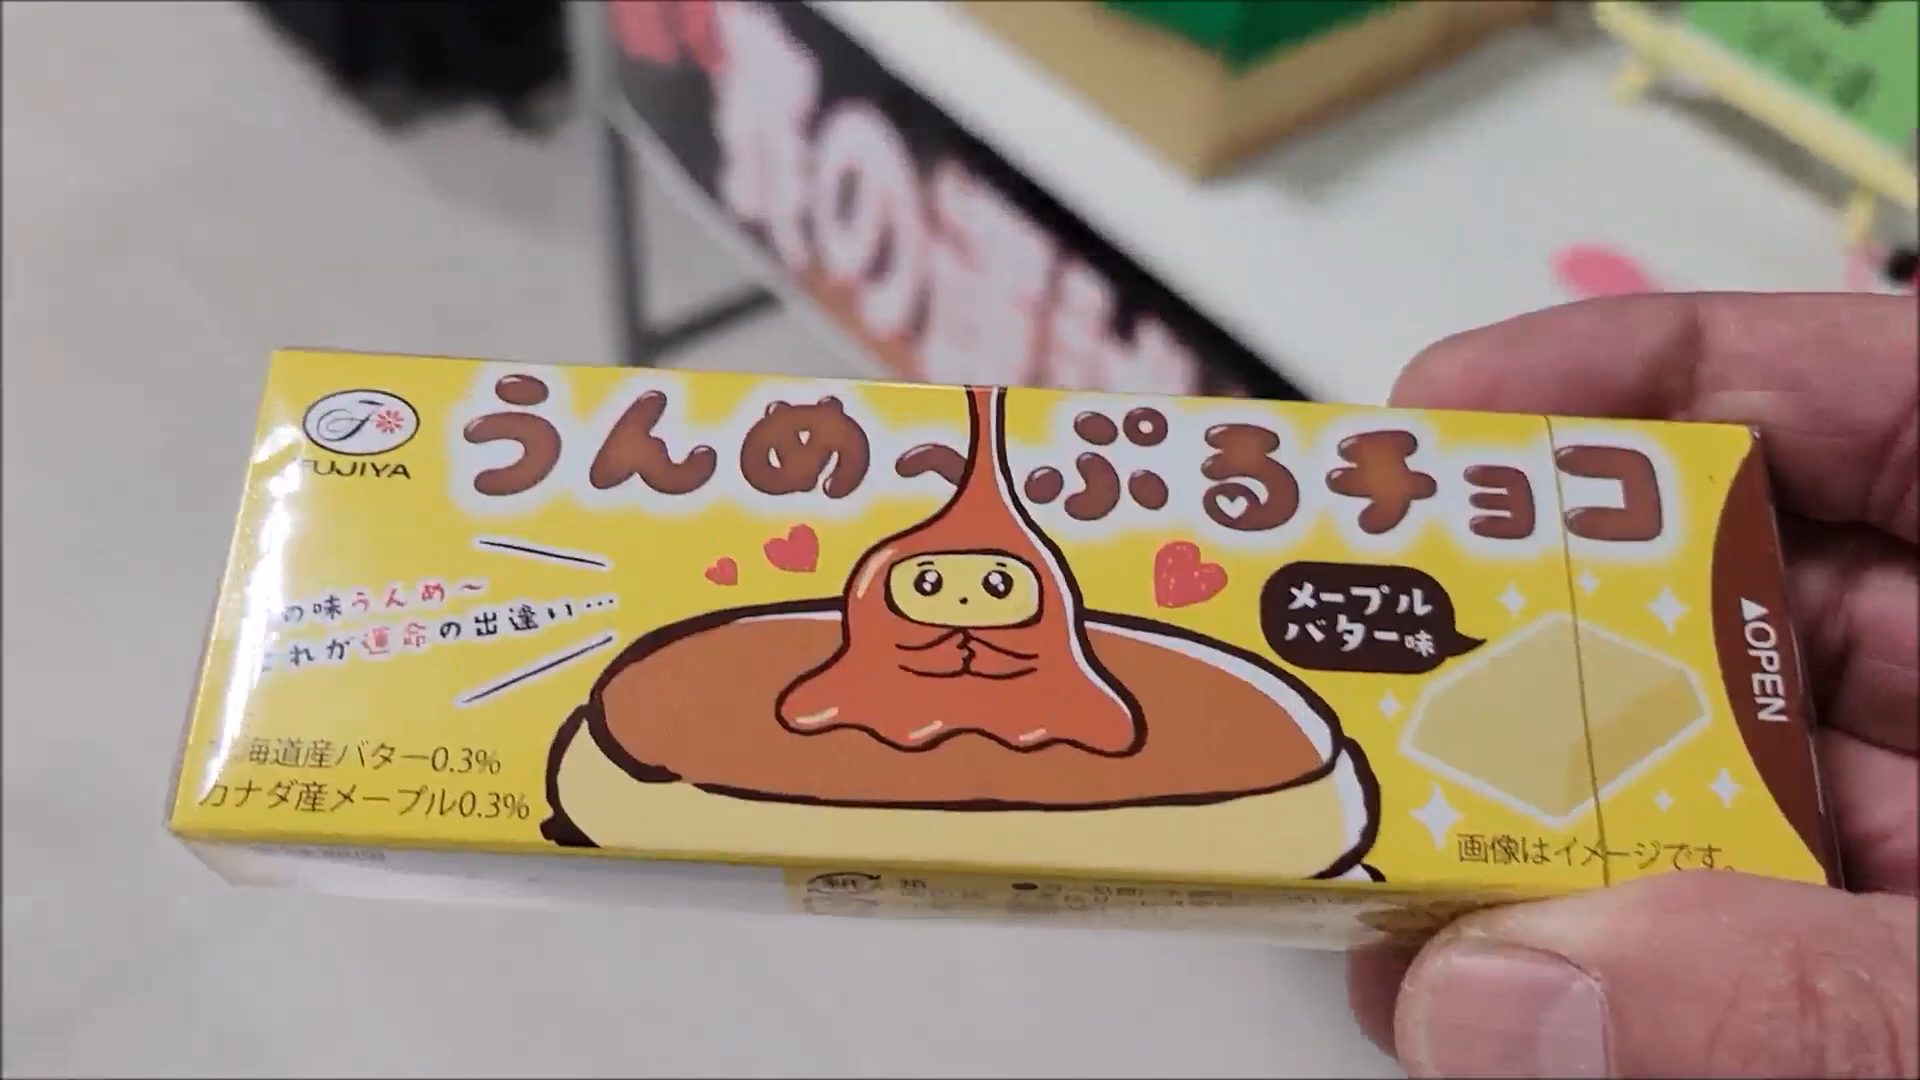 FUJIYA
うんめ〜ぷるチョコ
の味うんめ〜
れが運命の出逢い…
メープル
バター味
海道産バター0.3%
カナダ産メープル0.3%
画像はイメージです。
▲OPEN